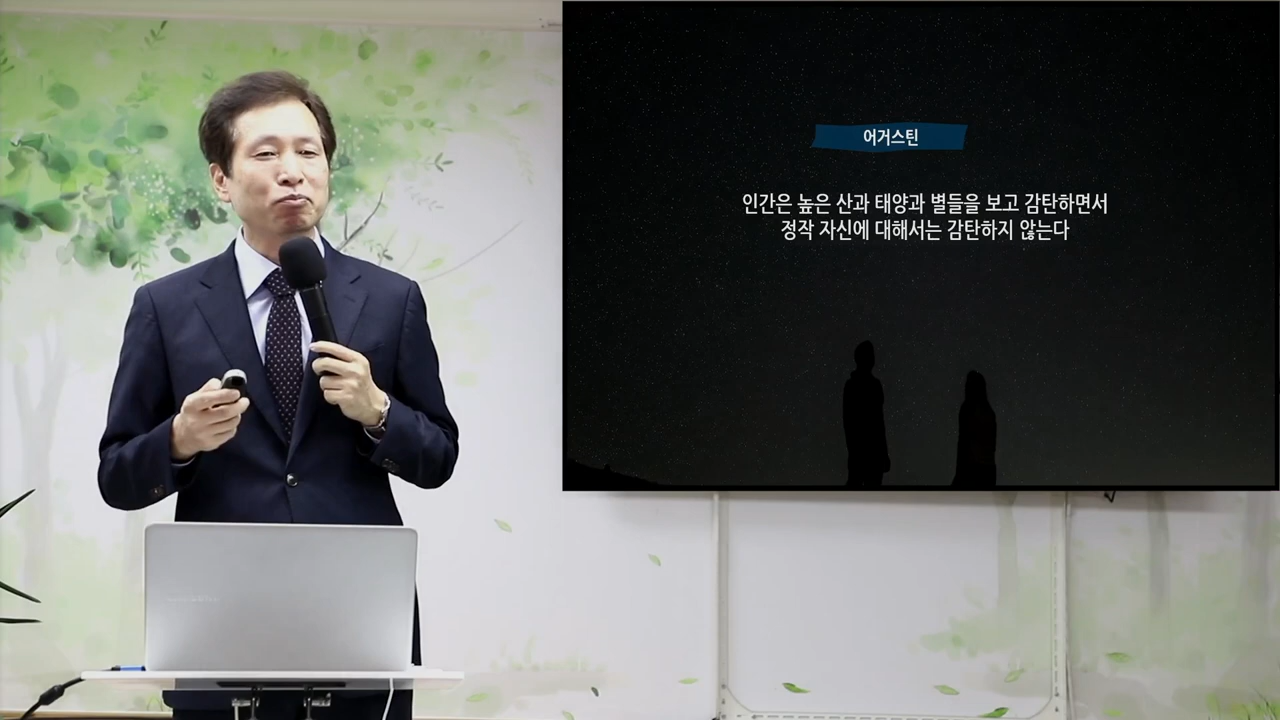 어거스틴
인간은 높은 산과 태양과 별들을 보고 감탄하면서
정작 자신에 대해서는 감탄하지 않는다